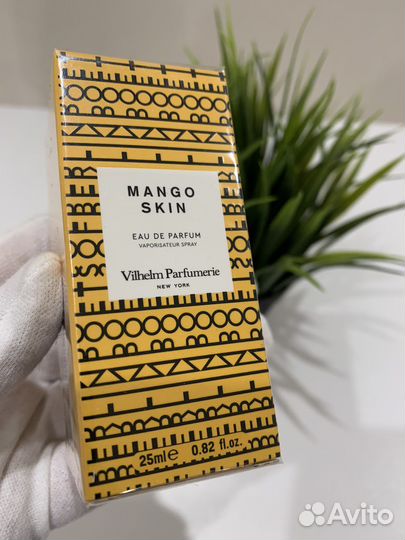 MANGO
SKIN
EAU DE PARFUM
VAPORISATEUR SPRAY
Vilhelm Parfumerie
NEW YORK
25ml℮ 0.82 fl.oz.
Avito